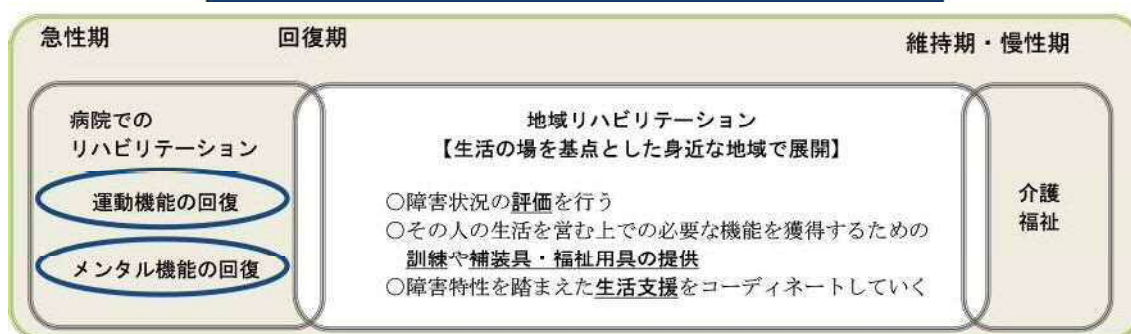 急性期
回復期
維持期・慢性期
病院での
リハビリテーション
運動機能の回復
メンタル機能の回復
地域リハビリテーション
【生活の場を基点とした身近な地域で展開】
○障害状況の評価を行う
○その人の生活を営む上での必要な機能を獲得するための
訓練や補装具・福祉用具の提供
○障害特性を踏まえた生活支援をコーディネートしていく
介護
福祉